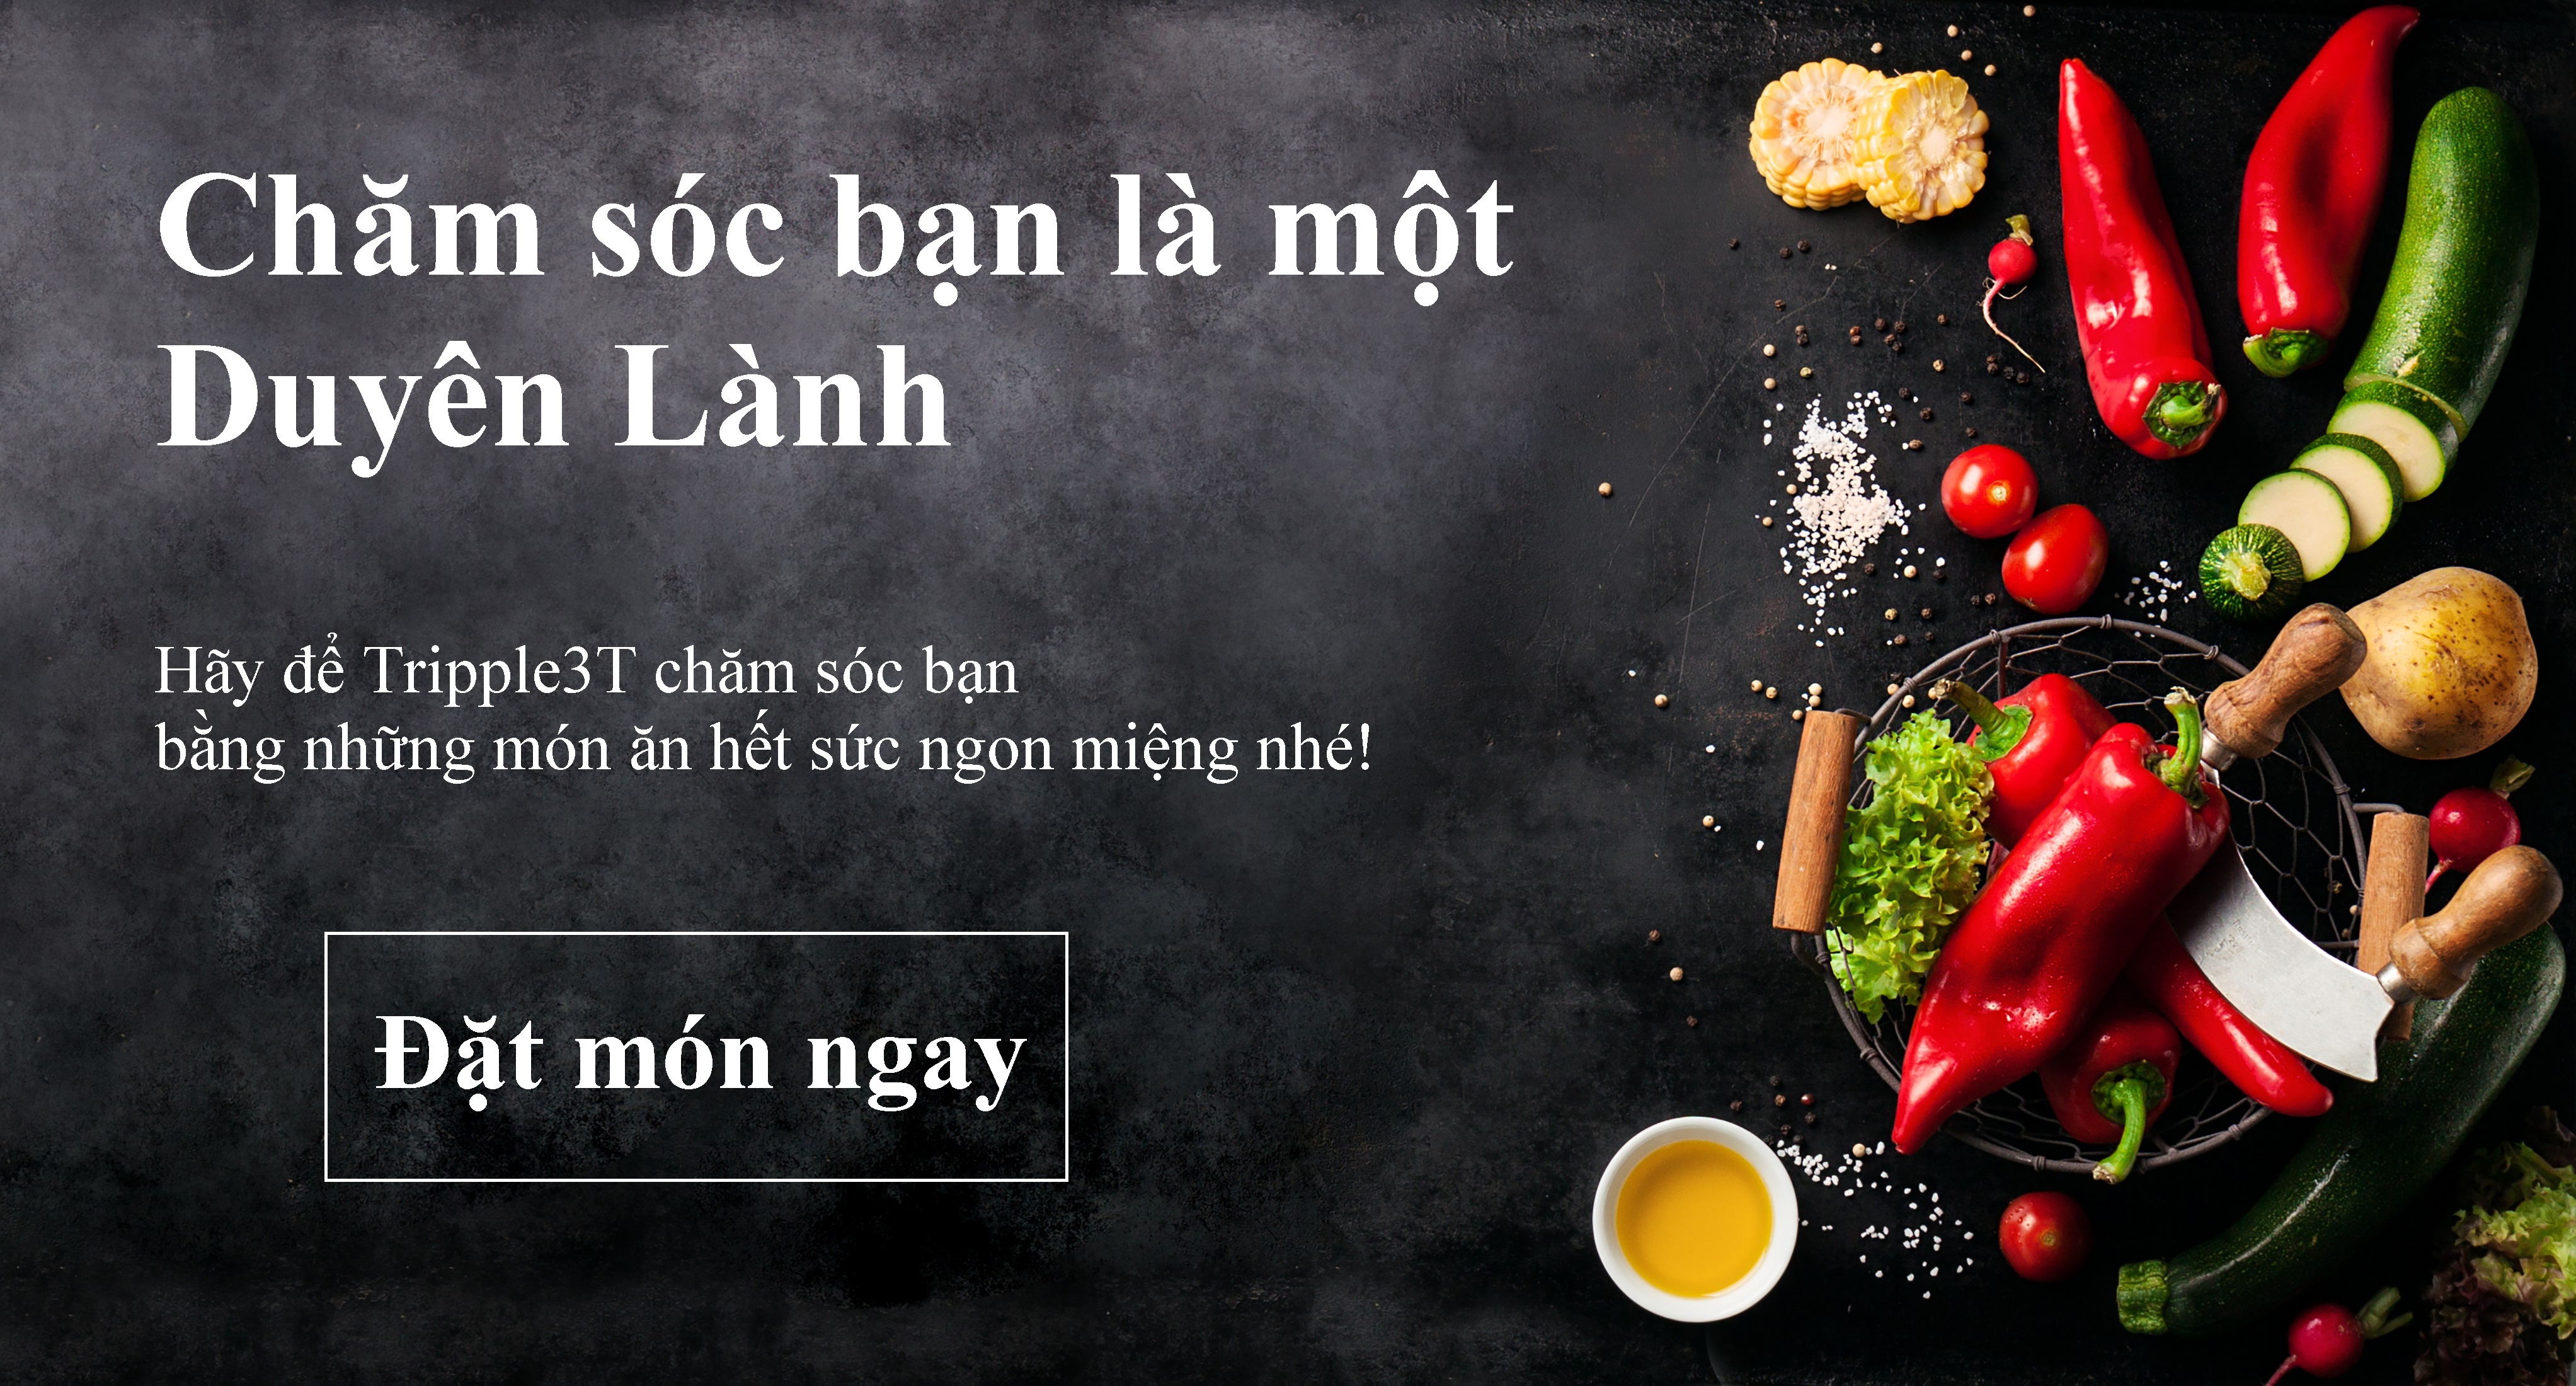 Chăm sóc bạn là một
Duyên Lành
Hãy để Tripple3T chăm sóc bạn
bằng những món ăn hết sức ngon miệng nhé!
Đặt món ngay